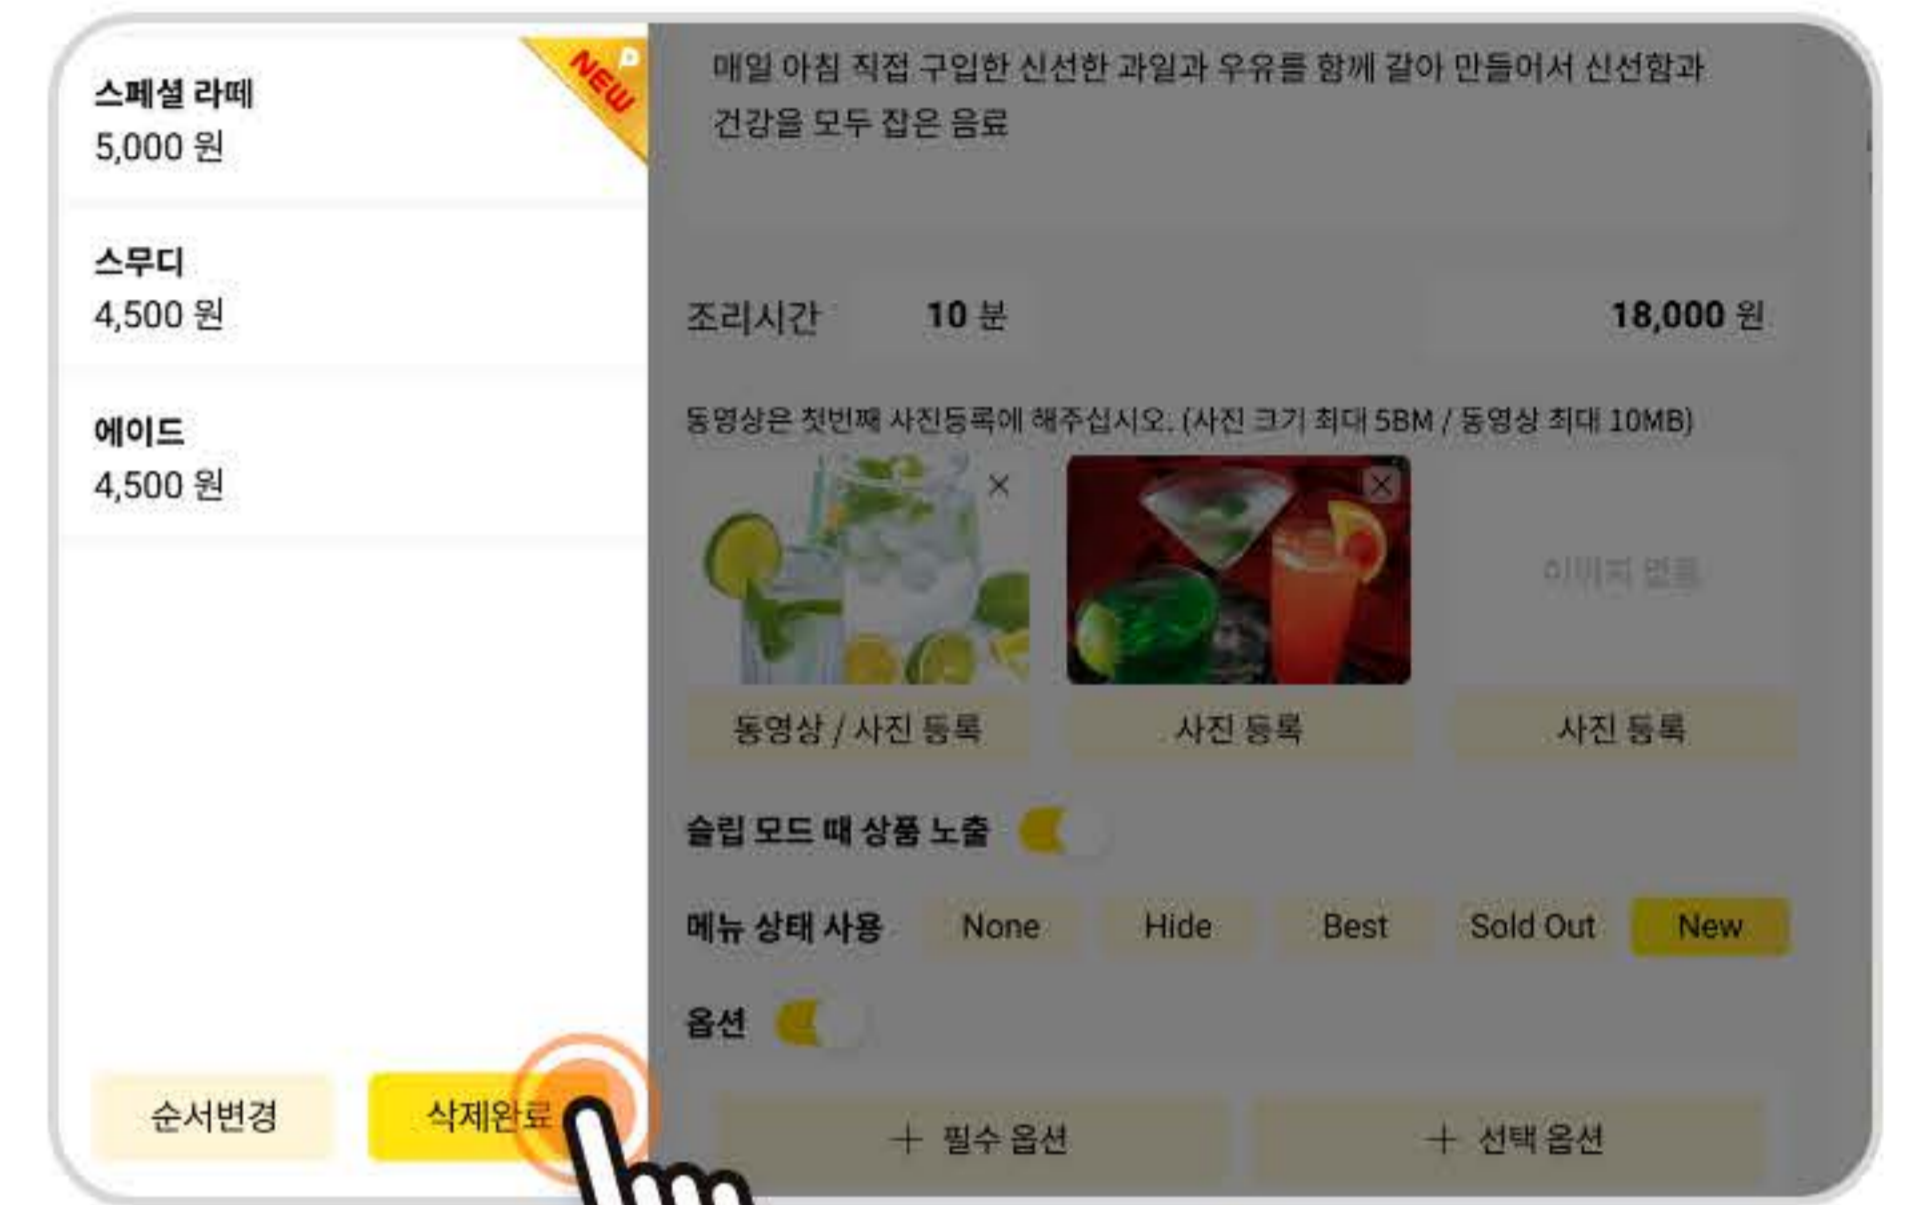 스페셜 라떼
5,000 원
NEW
P
스무디
4,500 원
에이드
4,500 원
순서변경
삭제완료
매일 아침 직접 구입한 신선한 과일과 우유를 함께 갈아 만들어서 신선함과
건강을 모두 잡은 음료
조리시간 10 분 18,000 원
동영상은 첫번째 사진등록에 해주십시오. (사진 크기 최대 5BM / 동영상 최대 10MB)
이미지 없음
동영상 / 사진 등록 사진 등록 사진 등록
슬립 모드 때 상품 노출
메뉴 상태 사용 None Hide Best Sold Out New
옵션
+ 필수 옵션 + 선택 옵션